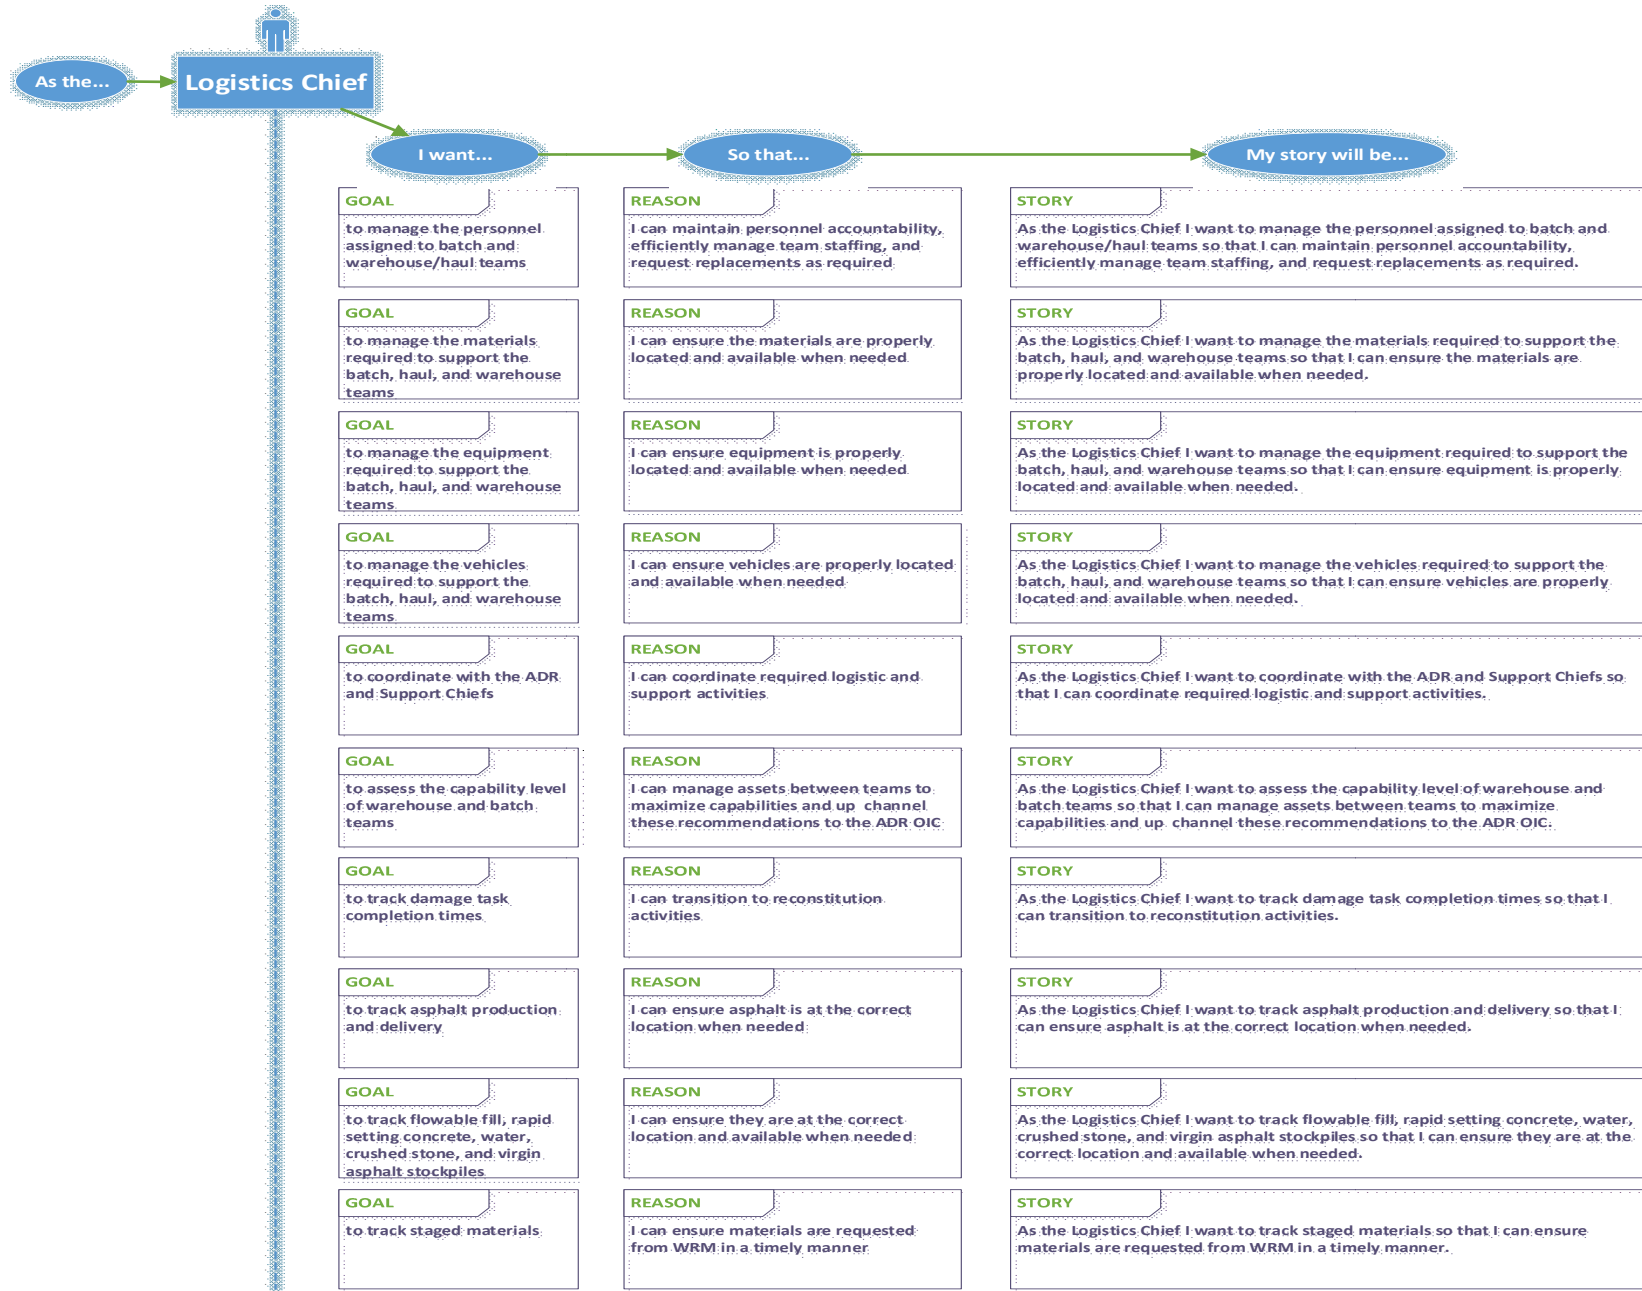 As the...
Logistics Chief
I want...
So that...
My story will be...
GOAL
to manage the personnel
assigned to batch and
warehouse/haul teams
REASON
I can maintain personnel accountability,
efficiently manage team staffing, and
request replacements as required
STORY
As the Logistics Chief I want to manage the personnel assigned to batch and
warehouse/haul teams so that I can maintain personnel accountability,
efficiently manage team staffing, and request replacements as required.
GOAL
to manage the materials
required to support the
batch, haul, and warehouse
teams
REASON
I can ensure the materials are properly
located and available when needed
STORY
As the Logistics Chief I want to manage the materials required to support the
batch, haul, and warehouse teams so that I can ensure the materials are
properly located and available when needed.
GOAL
to manage the equipment
required to support the
batch, haul, and warehouse
teams
REASON
I can ensure equipment is properly
located and available when needed
STORY
As the Logistics Chief I want to manage the equipment required to support the
batch, haul, and warehouse teams so that I can ensure equipment is properly
located and available when needed.
GOAL
to manage the vehicles
required to support the
batch, haul, and warehouse
teams
REASON
I can ensure vehicles are properly located
and available when needed
STORY
As the Logistics Chief I want to manage the vehicles required to support the
batch, haul, and warehouse teams so that I can ensure vehicles are properly
located and available when needed.
GOAL
to coordinate with the ADR
and Support Chiefs
REASON
I can coordinate required logistic and
support activities
STORY
As the Logistics Chief I want to coordinate with the ADR and Support Chiefs so
that I can coordinate required logistic and support activities.
GOAL
to assess the capability level
of warehouse and batch
teams
REASON
I can manage assets between teams to
maximize capabilities and up channel
these recommendations to the ADR OIC
STORY
As the Logistics Chief I want to assess the capability level of warehouse and
batch teams so that I can manage assets between teams to maximize
capabilities and up channel these recommendations to the ADR OIC.
GOAL
to track damage task
completion times
REASON
I can transition to reconstitution
activities
STORY
As the Logistics Chief I want to track damage task completion times so that I
can transition to reconstitution activities.
GOAL
to track asphalt production
and delivery
REASON
I can ensure asphalt is at the correct
location when needed
STORY
As the Logistics Chief I want to track asphalt production and delivery so that I
can ensure asphalt is at the correct location when needed.
GOAL
to track flowable fill, rapid
setting concrete, water,
crushed stone, and virgin
asphalt stockpiles
REASON
I can ensure they are at the correct
location and available when needed
STORY
As the Logistics Chief I want to track flowable fill, rapid setting concrete, water,
crushed stone, and virgin asphalt stockpiles so that I can ensure they are at the
correct location and available when needed.
GOAL
to track staged materials
REASON
I can ensure materials are requested
from WRM in a timely manner
STORY
As the Logistics Chief I want to track staged materials so that I can ensure
materials are requested from WRM in a timely manner.